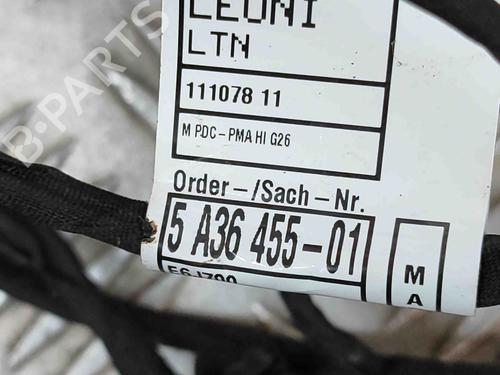 LEONI
LTN
111078 11
M PDC-PMA HI G26
Order-/Sach-Nr.
5 A36 455-01
M
A
B-PARTS